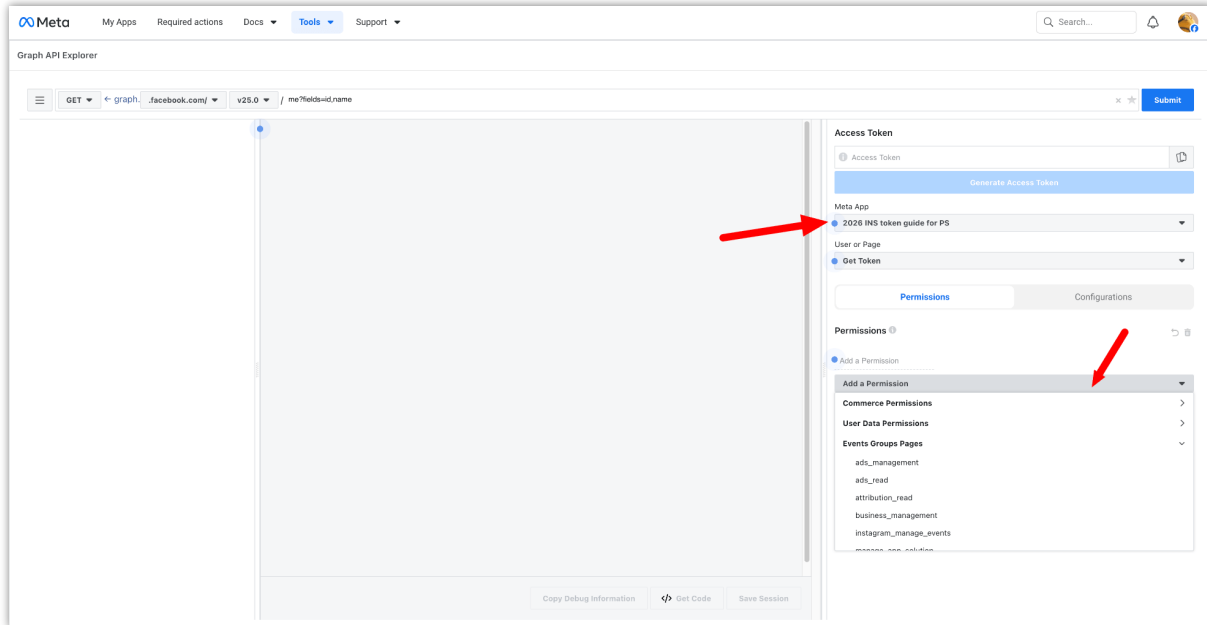 Meta My Apps Required actions Docs Tools Support Search...
Graph API Explorer
GET graph. .facebook.com/ v25.0 / me?fields=id,name Submit
Access Token
Access Token
Generate Access Token
Meta App
2026 INS token guide for PS
User or Page
Get Token
Permissions Configurations
Permissions
Add a Permission
Add a Permission
Commerce Permissions
User Data Permissions
Events Groups Pages
ads_management
ads_read
attribution_read
business_management
instagram_manage_events
manage_app_solution
Copy Debug Information </> Get Code Save Session